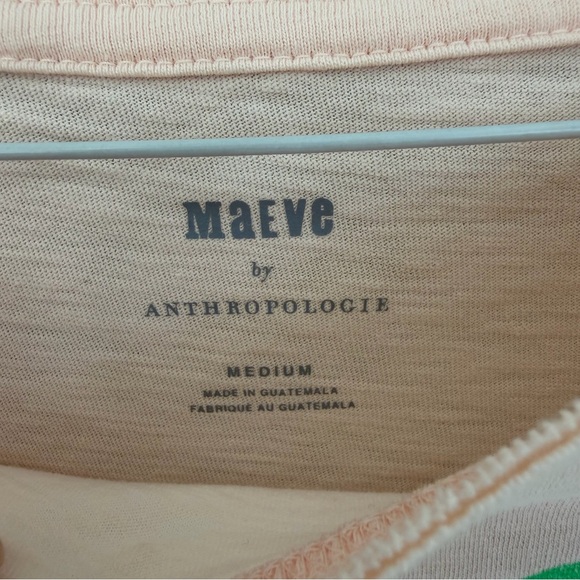 MaEVe
by
ANTHROPOLOGIE
MEDIUM
MADE IN GUATEMALA
FABRIQUÉ AU GUATEMALA